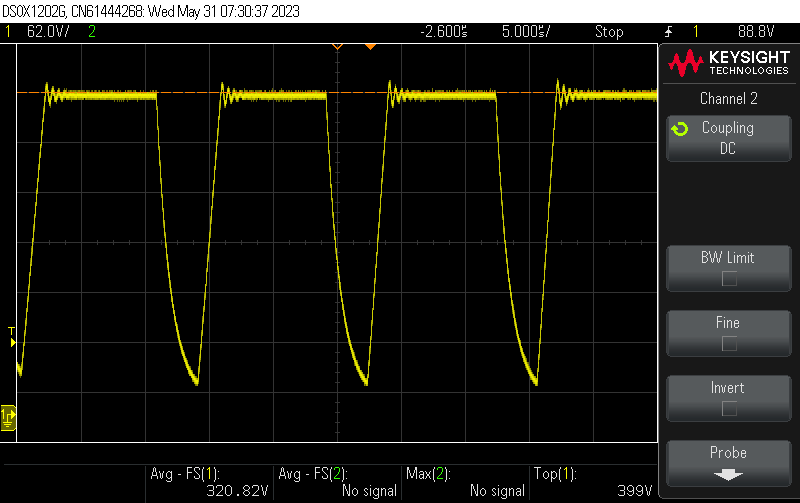 DSOX1202G, CN61444268: Wed May 31 07:30:37 2023
1 62.0V/ 2 -2.600s 5.000s/ Stop 1 88.8V
KEYSIGHT
TECHNOLOGIES
Channel 2
Coupling
DC
BW Limit
Fine
Invert
Probe
T
1
Avg - FS(1): Avg - FS(2): Max(2): Top(1):
320.82V No signal No signal 399V